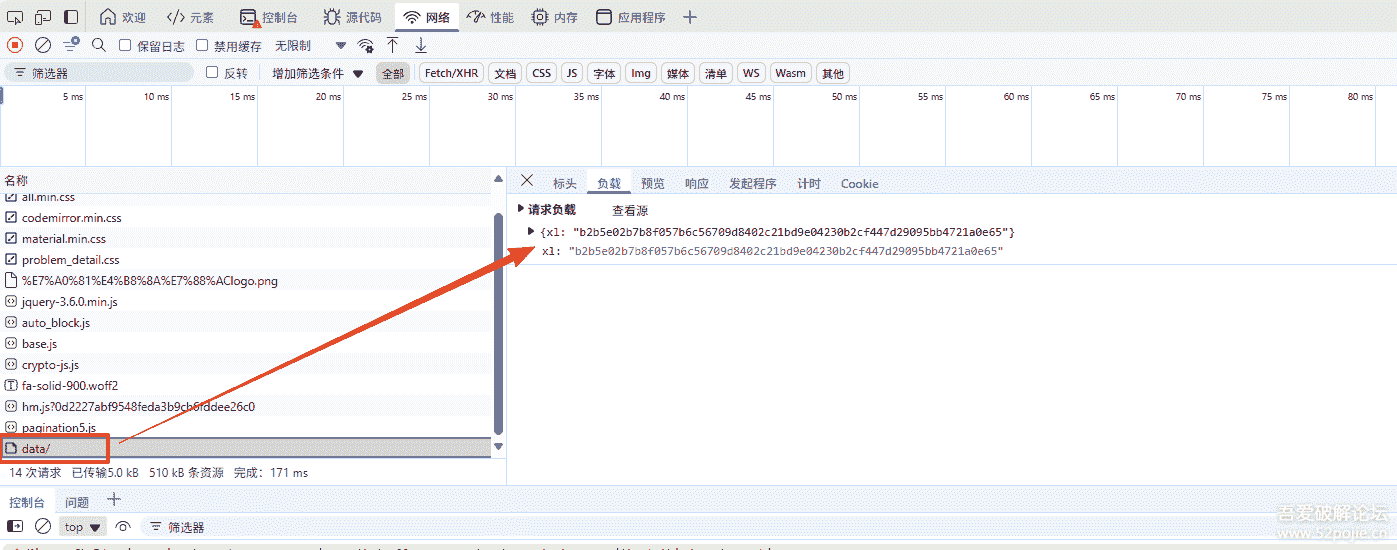 欢迎 元素 控制台 源代码 网络 性能 内存 应用程序
保留日志 禁用缓存 无限制
筛选器 反转 增加筛选条件 全部 Fetch/XHR 文档 CSS JS 字体 Img 媒体 清单 WS Wasm 其他
5 ms 10 ms 15 ms 20 ms 25 ms 30 ms 35 ms 40 ms 45 ms 50 ms 55 ms 60 ms 65 ms 70 ms 75 ms 80 ms
名称
all.min.css
codemirror.min.css
material.min.css
problem_detail.css
%E7%A0%81%E4%B8%8A%E7%88%AClogo.png
jquery-3.6.0.min.js
auto_block.js
base.js
crypto-js.js
fa-solid-900.woff2
hm.js?0d2227abf9548feda3b9cb6fddee26c0
pagination5.js
data/
14 次请求 已传输5.0 kB 510 kB 条资源 完成：171 ms
标头 负载 预览 响应 发起程序 计时 Cookie
请求负载 查看源
{xl: "b2b5e02b7b8f057b6c56709d8402c21bd9e04230b2cf447d29095bb4721a0e65"}
xl: "b2b5e02b7b8f057b6c56709d8402c21bd9e04230b2cf447d29095bb4721a0e65"
控制台 问题
top 筛选器
吾爱破解论坛
www.52pojie.cn